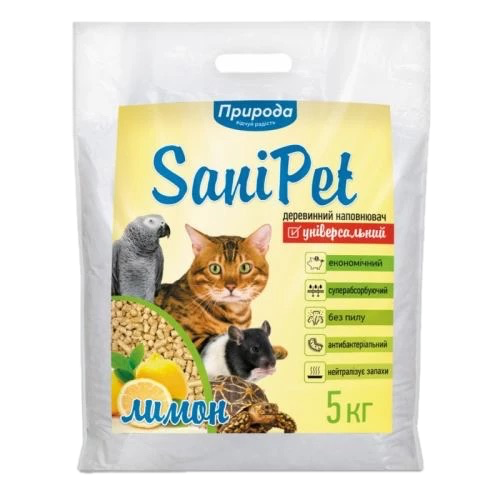 Природа
відчуй радість
SaniPet
деревинний наповнювач
універсальний
економічний
суперабсорбуючий
без пилу
антибактеріальний
нейтралізує запахи
лимон
5 кг